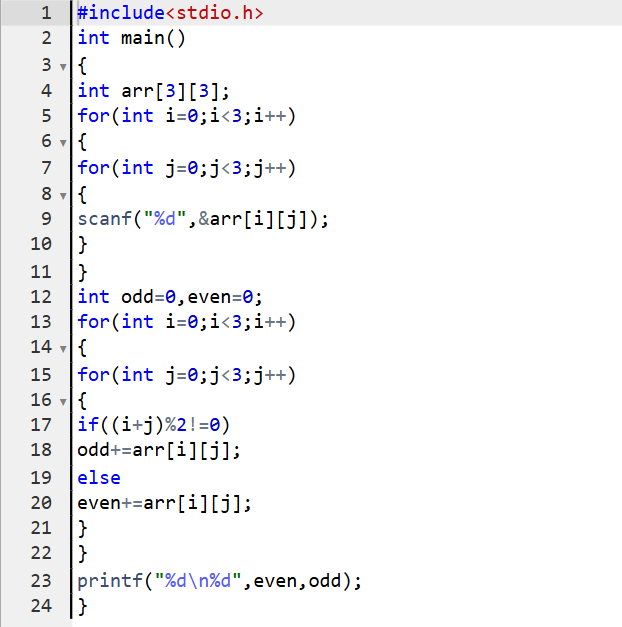 1 #include<stdio.h>
2 int main()
3 {
4 int arr[3][3];
5 for(int i=0;i<3;i++)
6 {
7 for(int j=0;j<3;j++)
8 {
9 scanf("%d",&arr[i][j]);
10 }
11 }
12 int odd=0,even=0;
13 for(int i=0;i<3;i++)
14 {
15 for(int j=0;j<3;j++)
16 {
17 if((i+j)%2!=0)
18 odd+=arr[i][j];
19 else
20 even+=arr[i][j];
21 }
22 }
23 printf("%d\n%d",even,odd);
24 }